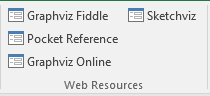 Graphviz Fiddle Sketchviz
Pocket Reference
Graphviz Online
Web Resources